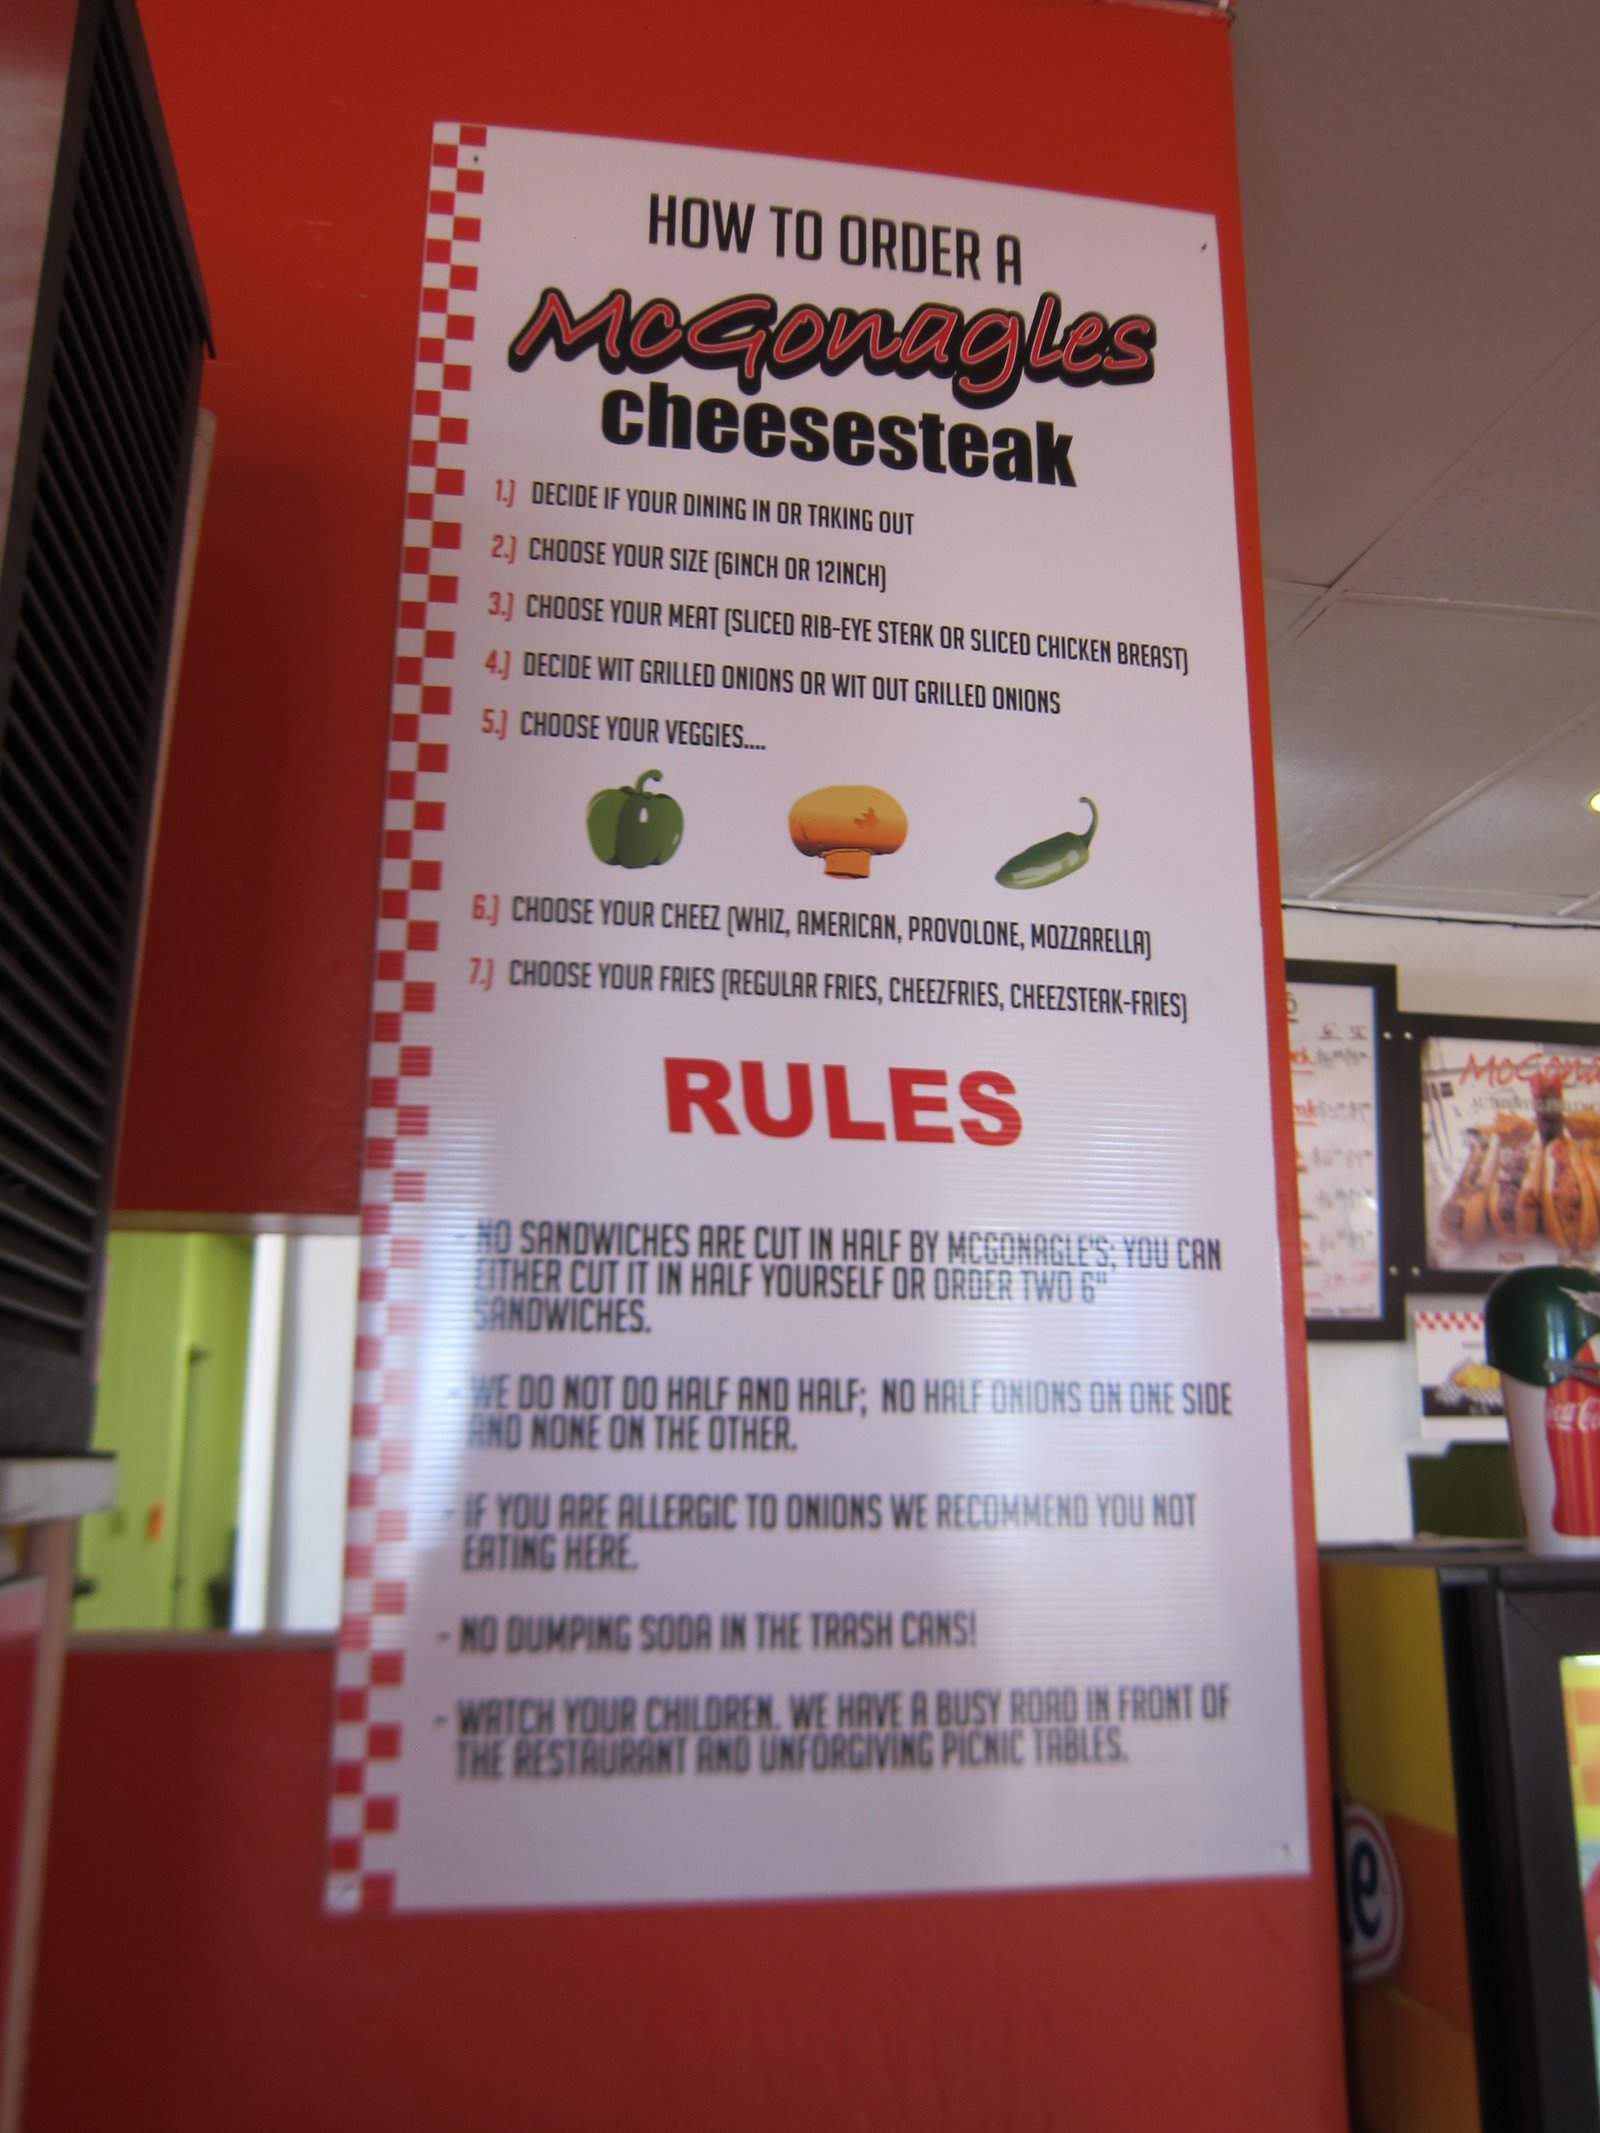 HOW TO ORDER A
McGonagles
cheesesteak
1.) DECIDE IF YOUR DINING IN OR TAKING OUT
2.) CHOOSE YOUR SIZE (6INCH OR 12INCH)
3.) CHOOSE YOUR MEAT (SLICED RIB-EYE STEAK OR SLICED CHICKEN BREAST)
4.) DECIDE WIT GRILLED ONIONS OR WIT OUT GRILLED ONIONS
5.) CHOOSE YOUR VEGGIES....
6.) CHOOSE YOUR CHEEZ (WHIZ, AMERICAN, PROVOLONE, MOZZARELLA)
7.) CHOOSE YOUR FRIES (REGULAR FRIES, CHEEZFRIES, CHEEZSTEAK-FRIES)
RULES
- NO SANDWICHES ARE CUT IN HALF BY MCGONAGLE'S; YOU CAN
EITHER CUT IT IN HALF YOURSELF OR ORDER TWO 6"
SANDWICHES.
- WE DO NOT DO HALF AND HALF; NO HALF ONIONS ON ONE SIDE
AND NONE ON THE OTHER.
- IF YOU ARE ALLERGIC TO ONIONS WE RECOMMEND YOU NOT
EATING HERE.
- NO DUMPING SODA IN THE TRASH CANS!
- WATCH YOUR CHILDREN. WE HAVE A BUSY ROAD IN FRONT OF
THE RESTAURANT AND UNFORGIVING PICNIC TABLES.